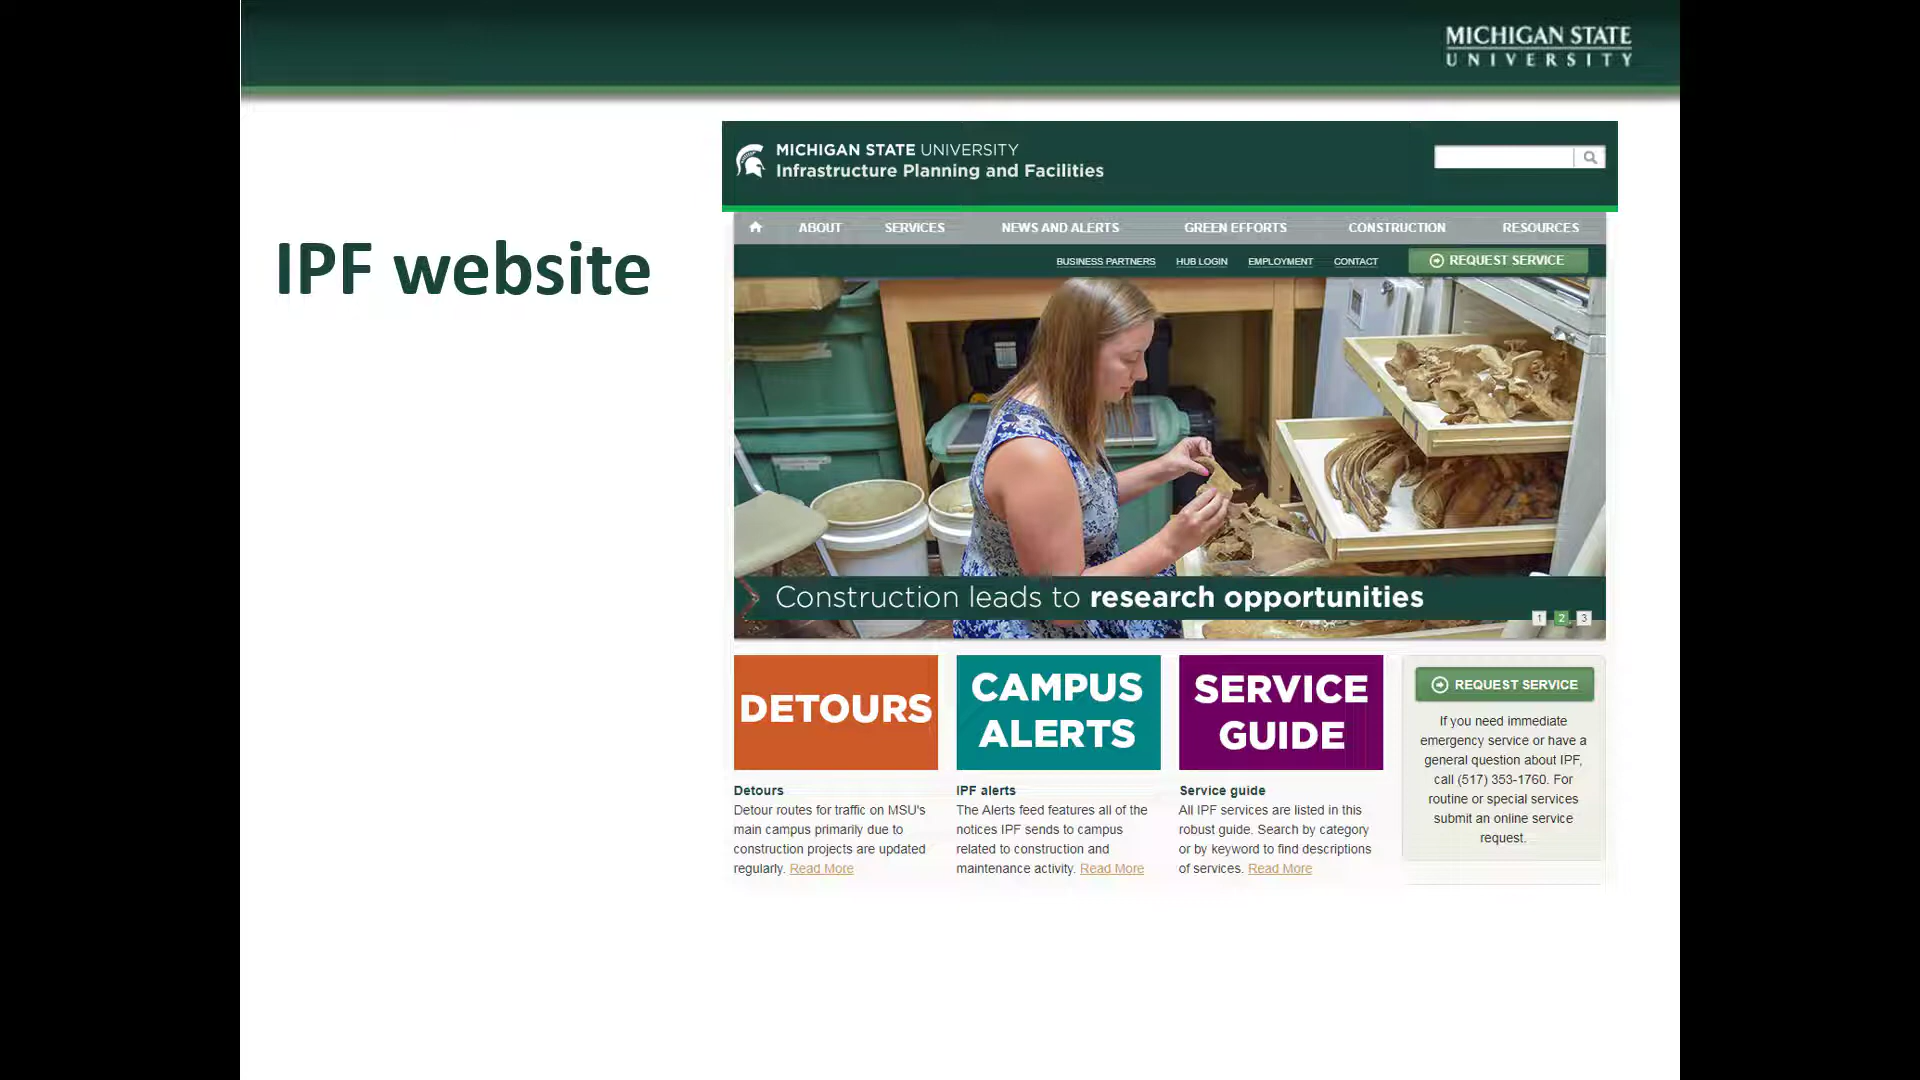 MICHIGAN STATE
UNIVERSITY
IPF website
MICHIGAN STATE UNIVERSITY
Infrastructure Planning and Facilities
ABOUT SERVICES NEWS AND ALERTS GREEN EFFORTS CONSTRUCTION RESOURCES
BUSINESS PARTNERS HUB LOGIN EMPLOYMENT CONTACT REQUEST SERVICE
Construction leads to research opportunities
1 2 3
DETOURS
Detours
Detour routes for traffic on MSU's
main campus primarily due to
construction projects are updated
regularly. Read More
CAMPUS
ALERTS
IPF alerts
The Alerts feed features all of the
notices IPF sends to campus
related to construction and
maintenance activity. Read More
SERVICE
GUIDE
Service guide
All IPF services are listed in this
robust guide. Search by category
or by keyword to find descriptions
of services. Read More
REQUEST SERVICE
If you need immediate
emergency service or have a
general question about IPF,
call (517) 353-1760. For
routine or special services
submit an online service
request.